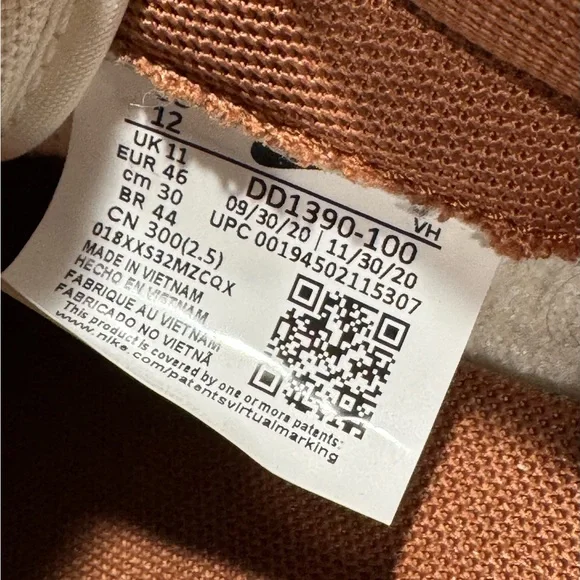 12
UK 11
EUR 46
cm 30
BR 44
CN 300(2.5)
018XXS32MZCQX
MADE IN VIETNAM
HECHO EN VIETNAM
FABRIQUE AU VIETNAM
FABRICADO NO VIETNÃ
This product is covered by one or more patents:
www.nike.com/patentsvirtualmarking
VH
DD1390-100
09/30/20 | 11/30/20
UPC 00194502115307